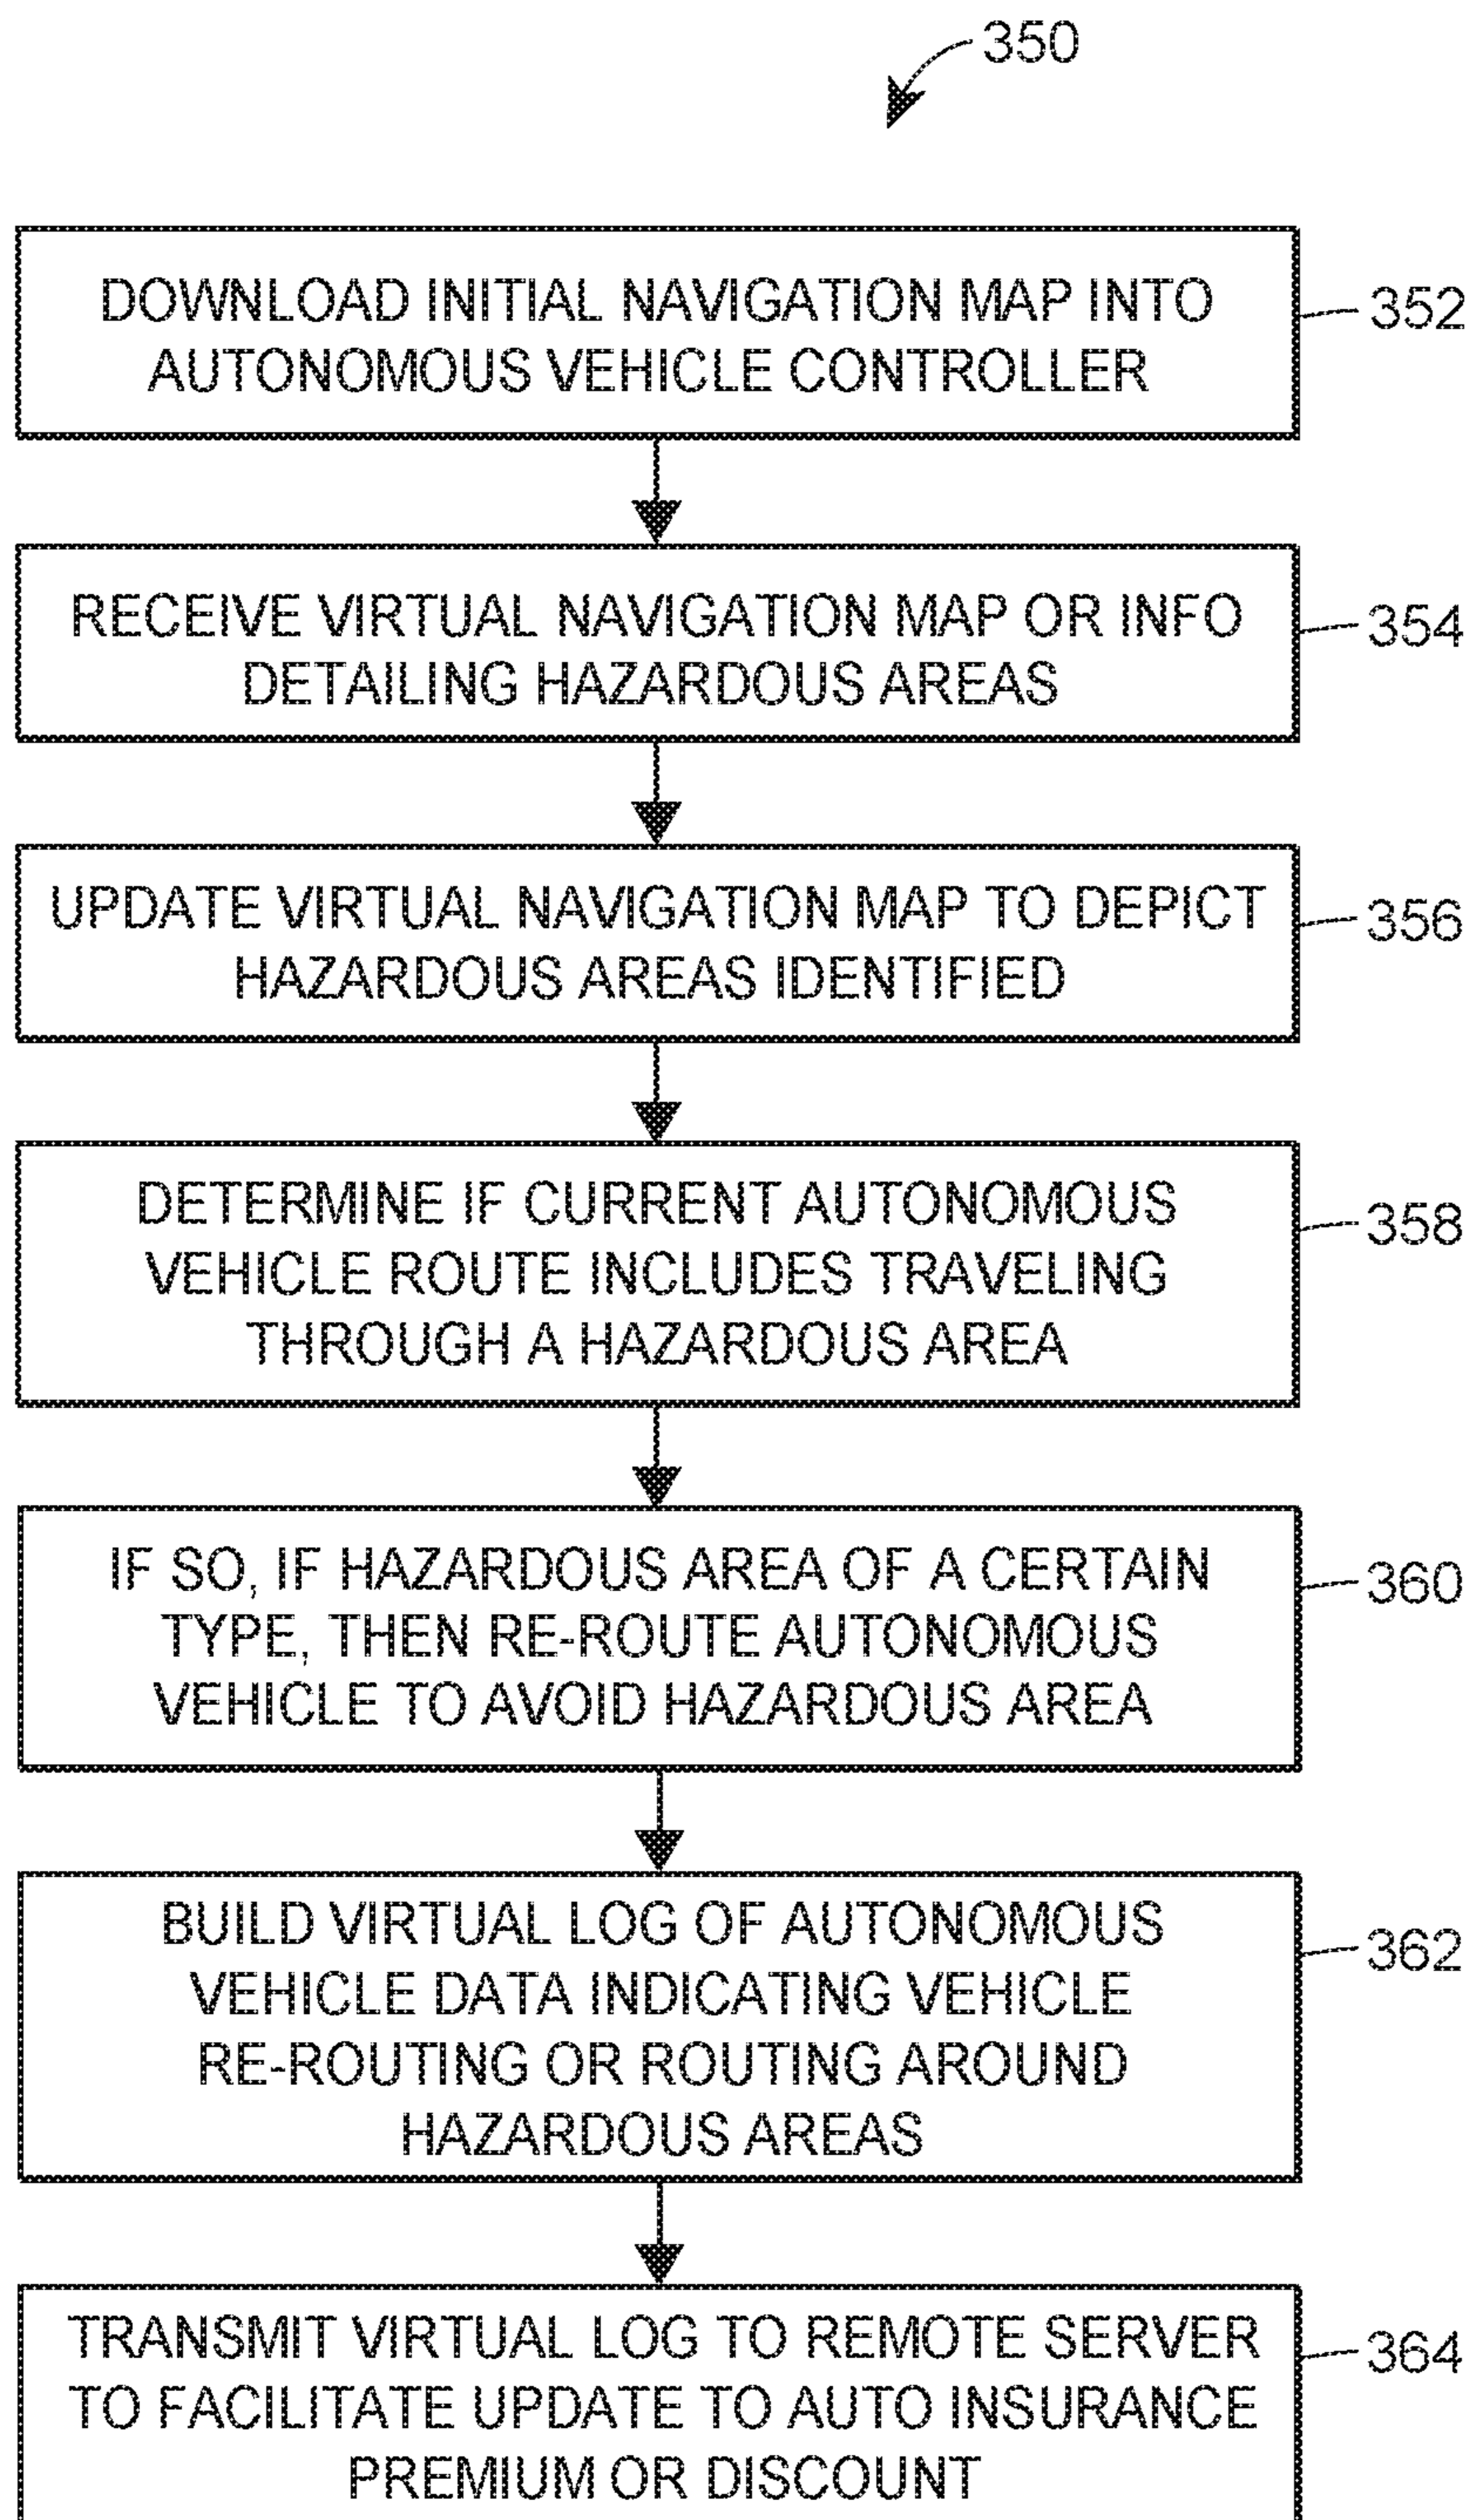 350
DOWNLOAD INITIAL NAVIGATION MAP INTO
AUTONOMOUS VEHICLE CONTROLLER
352
RECEIVE VIRTUAL NAVIGATION MAP OR INFO
DETAILING HAZARDOUS AREAS
354
UPDATE VIRTUAL NAVIGATION MAP TO DEPICT
HAZARDOUS AREAS IDENTIFIED
356
DETERMINE IF CURRENT AUTONOMOUS
VEHICLE ROUTE INCLUDES TRAVELING
THROUGH A HAZARDOUS AREA
358
IF SO, IF HAZARDOUS AREA OF A CERTAIN
TYPE, THEN RE-ROUTE AUTONOMOUS
VEHICLE TO AVOID HAZARDOUS AREA
360
BUILD VIRTUAL LOG OF AUTONOMOUS
VEHICLE DATA INDICATING VEHICLE
RE-ROUTING OR ROUTING AROUND
HAZARDOUS AREAS
362
TRANSMIT VIRTUAL LOG TO REMOTE SERVER
TO FACILITATE UPDATE TO AUTO INSURANCE
PREMIUM OR DISCOUNT
364